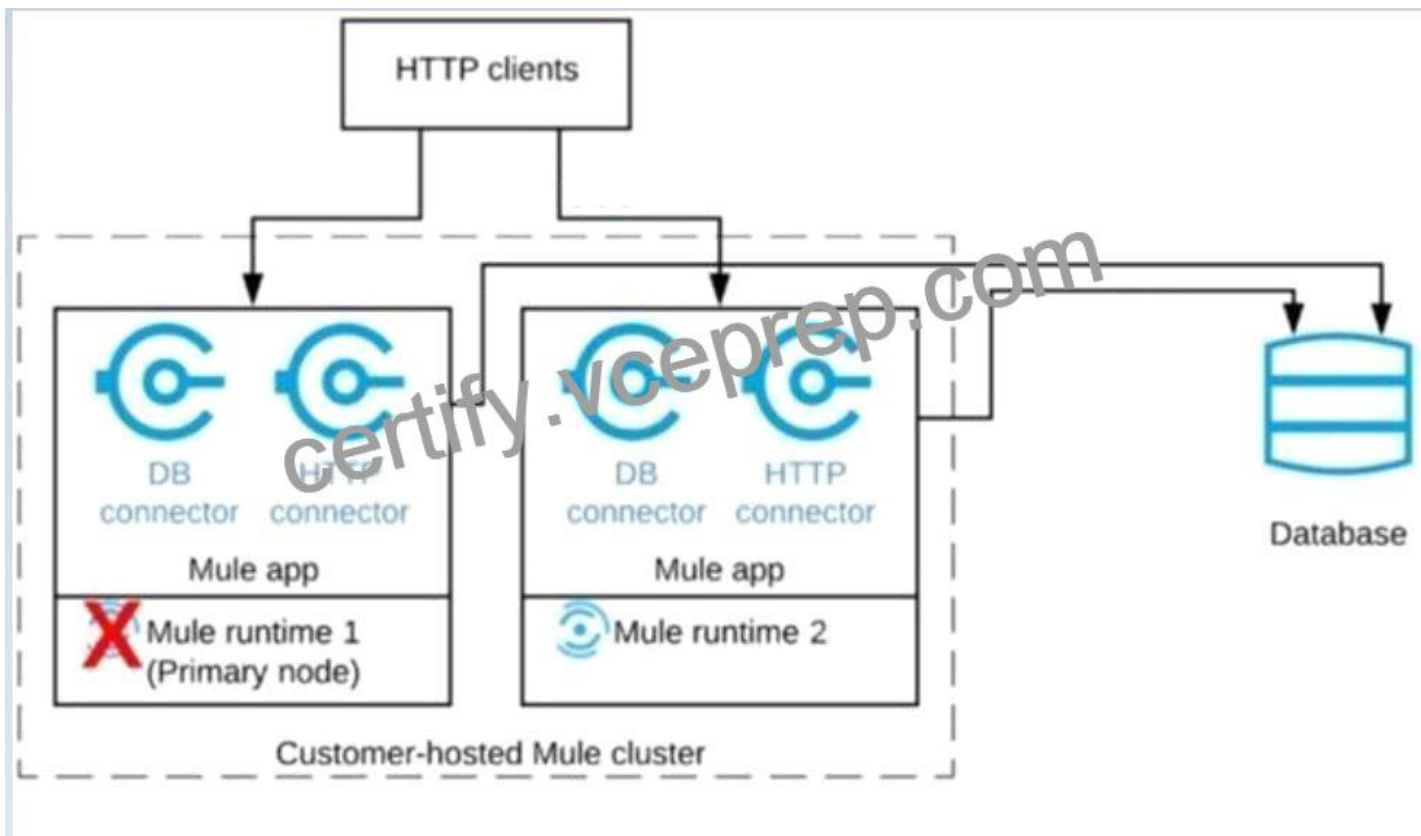 HTTP clients
DB connector
HTTP connector
Mule app
Mule runtime 1
(Primary node)
DB connector
HTTP connector
Mule app
Mule runtime 2
Database
Customer-hosted Mule cluster
certify.vceprep.com